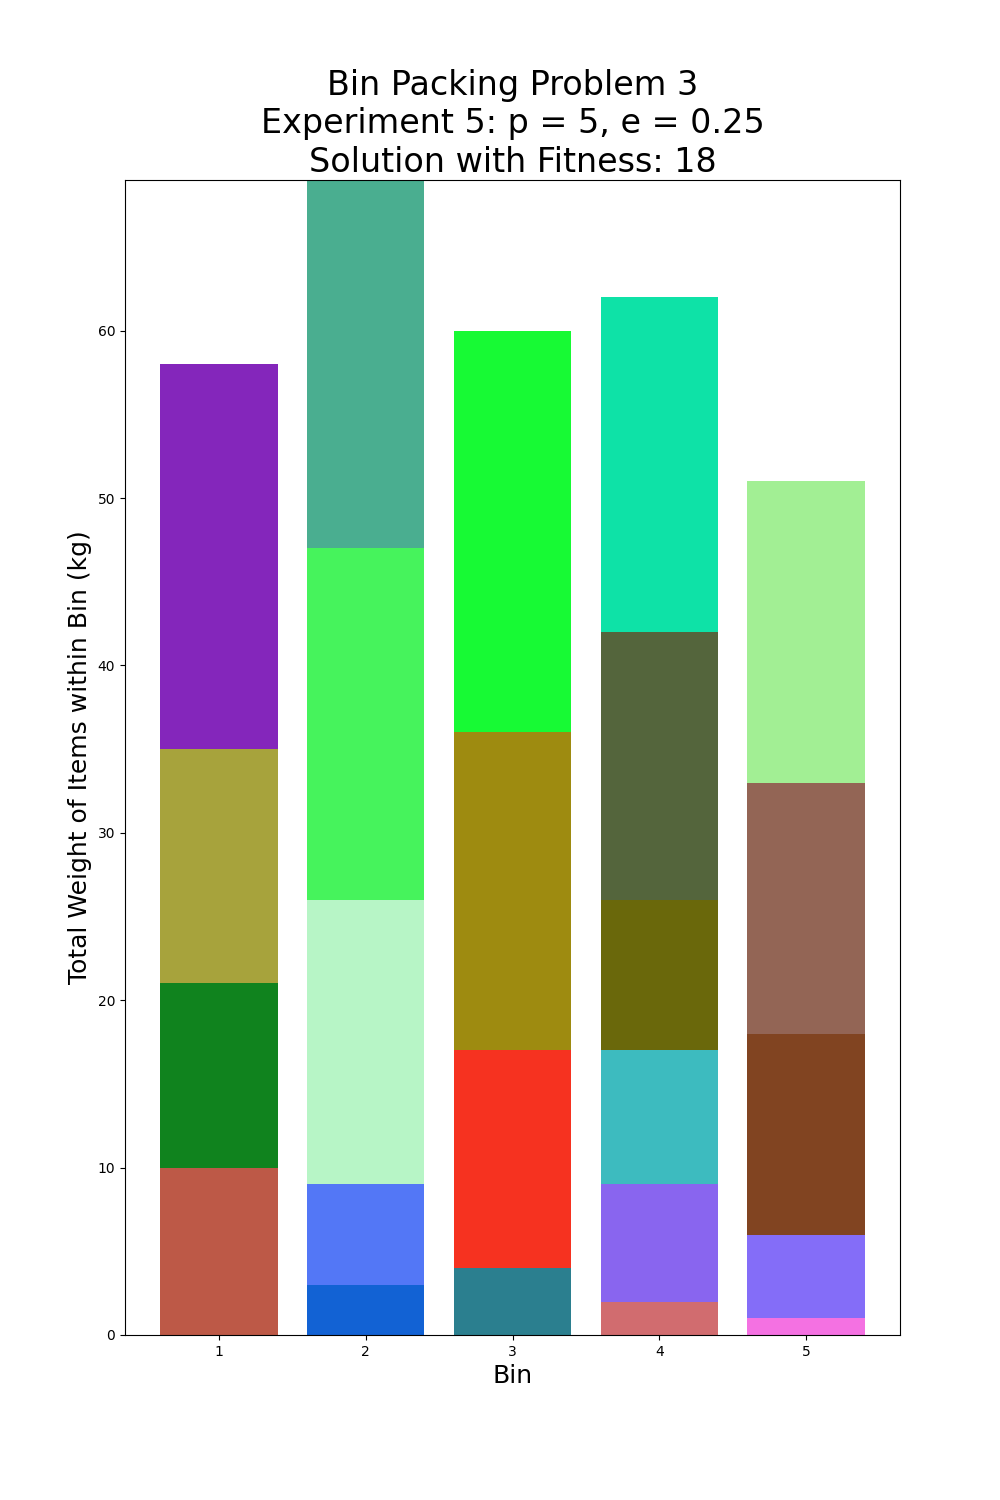 Bin Packing Problem 3
Experiment 5: p = 5, e = 0.25
Solution with Fitness: 18
Total Weight of Items within Bin (kg)
60
50
40
30
20
10
0
1 2 3 4 5
Bin